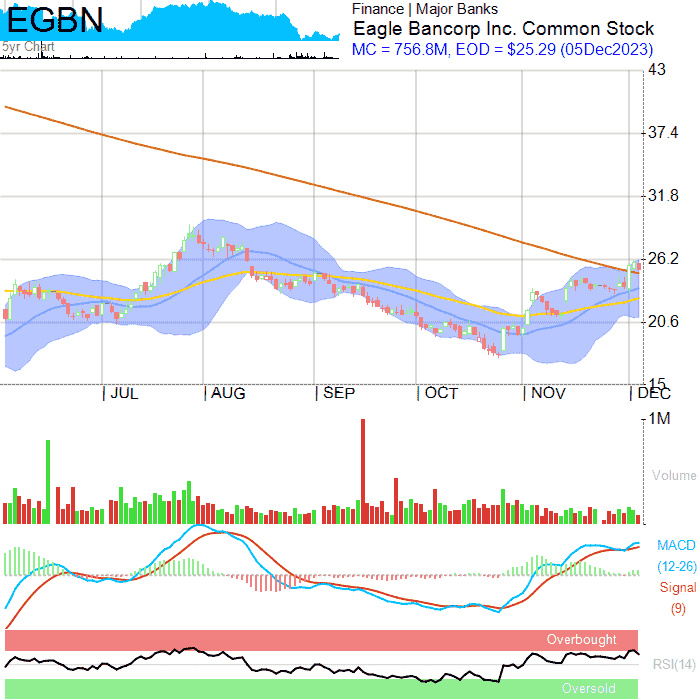 EGBN
5yr Chart
Finance | Major Banks
Eagle Bancorp Inc. Common Stock
MC = 756.8M, EOD = $25.29 (05Dec2023)
43
37.4
31.8
26.2
20.6
15
JUL AUG SEP OCT NOV DEC
1M
Volume
MACD
(12-26)
Signal
(9)
Overbought
RSI(14)
Oversold